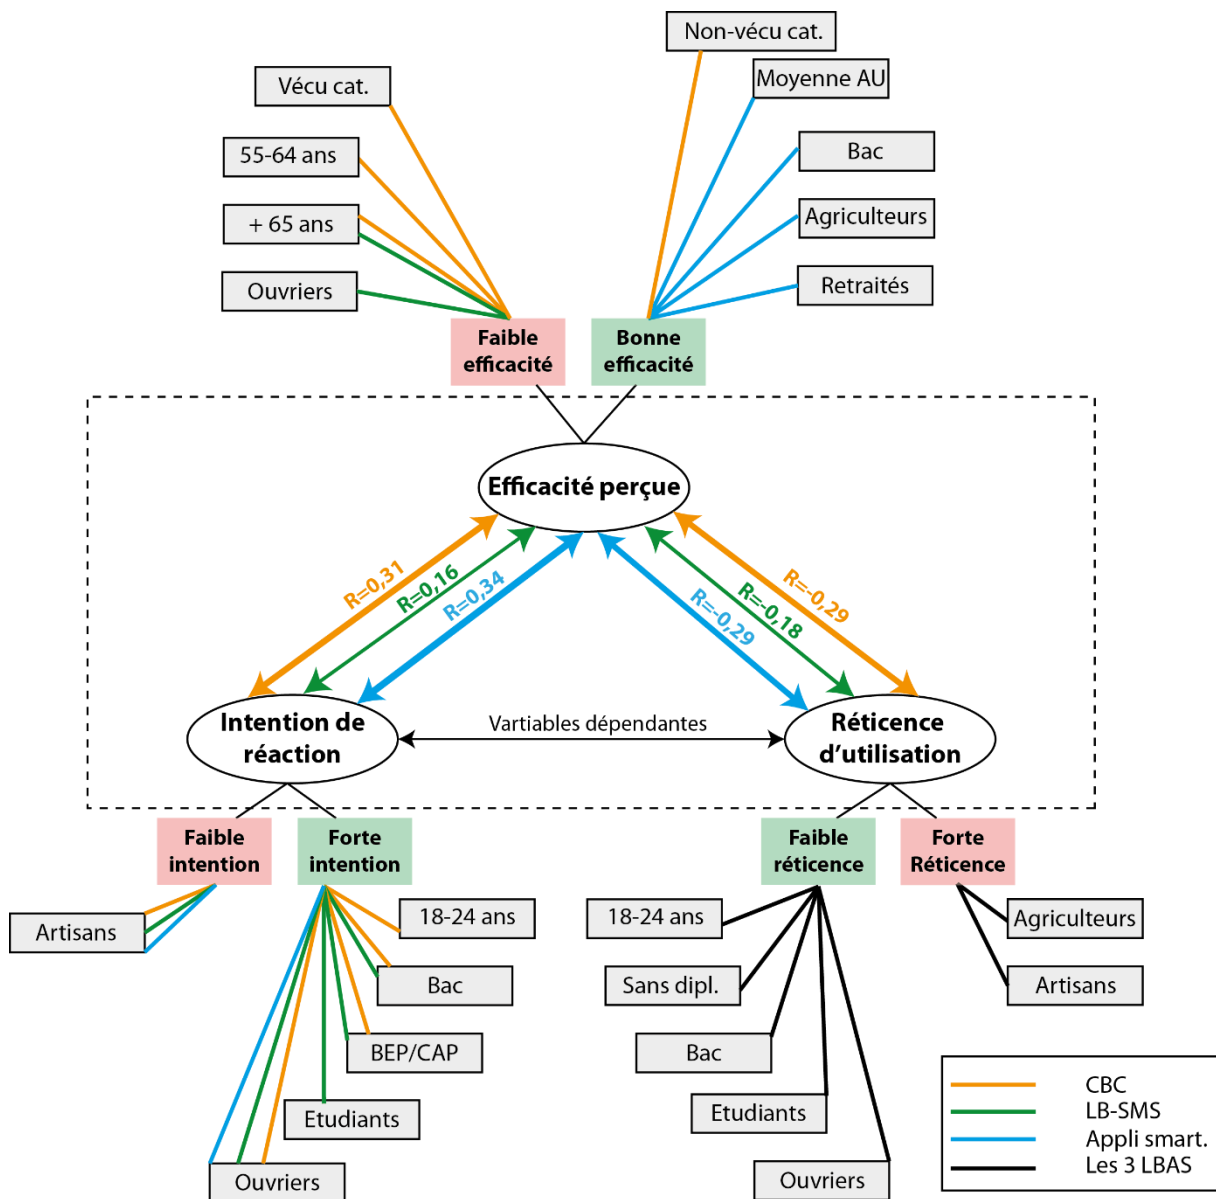 Non-vécu cat.
Vécu cat.
Moyenne AU
55-64 ans
Bac
+ 65 ans
Agriculteurs
Ouvriers
Retraités
Faible
efficacité
Bonne
efficacité
Efficacité perçue
R=0,31
R=0,16
R=0,34
R=-0,29
R=-0,18
R=-0,29
Intention de
réaction
Vartiables dépendantes
Réticence
d'utilisation
Faible
intention
Forte
intention
Faible
réticence
Forte
Réticence
Artisans
18-24 ans
Bac
BEP/CAP
Etudiants
Ouvriers
18-24 ans
Sans dipl.
Bac
Etudiants
Ouvriers
Agriculteurs
Artisans
CBC
LB-SMS
Appli smart.
Les 3 LBAS